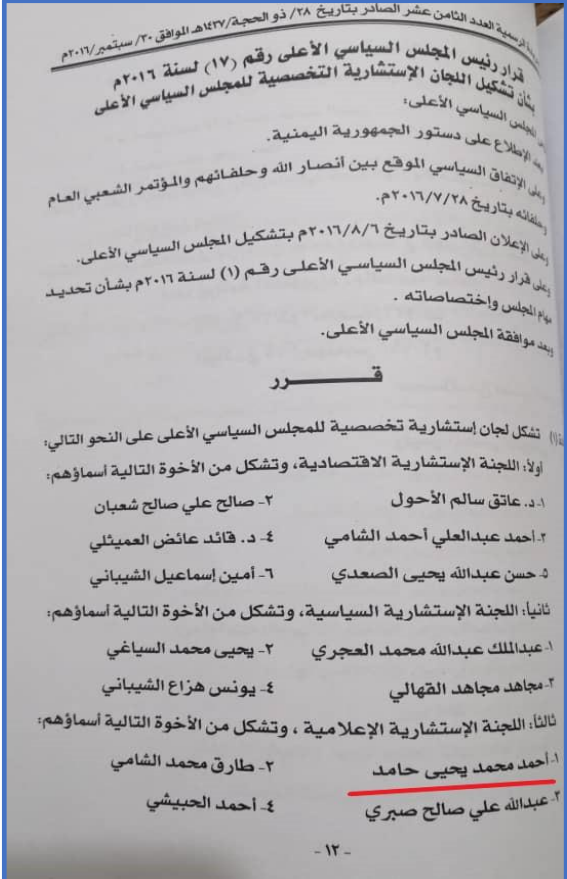 الرسمية العدد الثامن عشر الصادر بتاريخ ٢٨/ ذو الحجة/١٤٣٧هـ الموافق ٣٠/ سبتمبر/٢٠١٦م
قرار رئيس المجلس السياسي الأعلى رقم (١٧) لسنة ٢٠١٦م
بشأن تشكيل اللجان الإستشارية التخصصية للمجلس السياسي الأعلى
المجلس السياسي الأعلى:
بعد الإطلاع على دستور الجمهورية اليمنية.
وعلى الإتفاق السياسي الموقع بين أنصار الله وحلفائهم والمؤتمر الشعبي العام
وحلفائه بتاريخ ٢٠١٦/٧/٢٨م.
وعلى الإعلان الصادر بتاريخ ٢٠١٦/٨/٦م بتشكيل المجلس السياسي الأعلى.
وعلى قرار رئيس المجلس السياسي الأعلى رقم (١) لسنة ٢٠١٦م بشأن تحديد
مهام المجلس واختصاصاته .
وبعد موافقة المجلس السياسي الأعلى.
قـــــرر
(١) تشكل لجان إستشارية تخصصية للمجلس السياسي الأعلى على النحو التالي:
أولاً: اللجنة الإستشارية الاقتصادية، وتشكل من الأخوة التالية أسماؤهم:
١- د. عاتق سالم الأحول ٢- صالح علي صالح شعبان
٣- أحمد عبدالعلي أحمد الشامي ٤- د. قائد عائض العميثلي
٥- حسن عبدالله يحيى الصعدي ٦- أمين إسماعيل الشيباني
ثانياً: اللجنة الإستشارية السياسية، وتشكل من الأخوة التالية أسماؤهم:
١- عبدالملك عبدالله محمد العجري ٢- يحيى محمد السياغي
٣- مجاهد مجاهد القهالي ٤- يونس هزاع الشيباني
ثالثاً: اللجنة الإستشارية الإعلامية ، وتشكل من الأخوة التالية أسماؤهم:
١- أحمد محمد يحيى حامد ٢- طارق محمد الشامي
٣- عبدالله علي صالح صبري ٤- أحمد الحبيشي
- ١٢ -